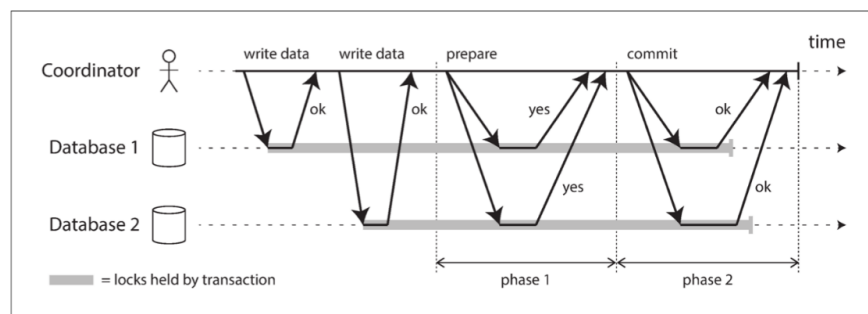 write data write data prepare commit time
Coordinator
ok ok yes ok
Database 1
yes ok
Database 2
= locks held by transaction
phase 1 phase 2